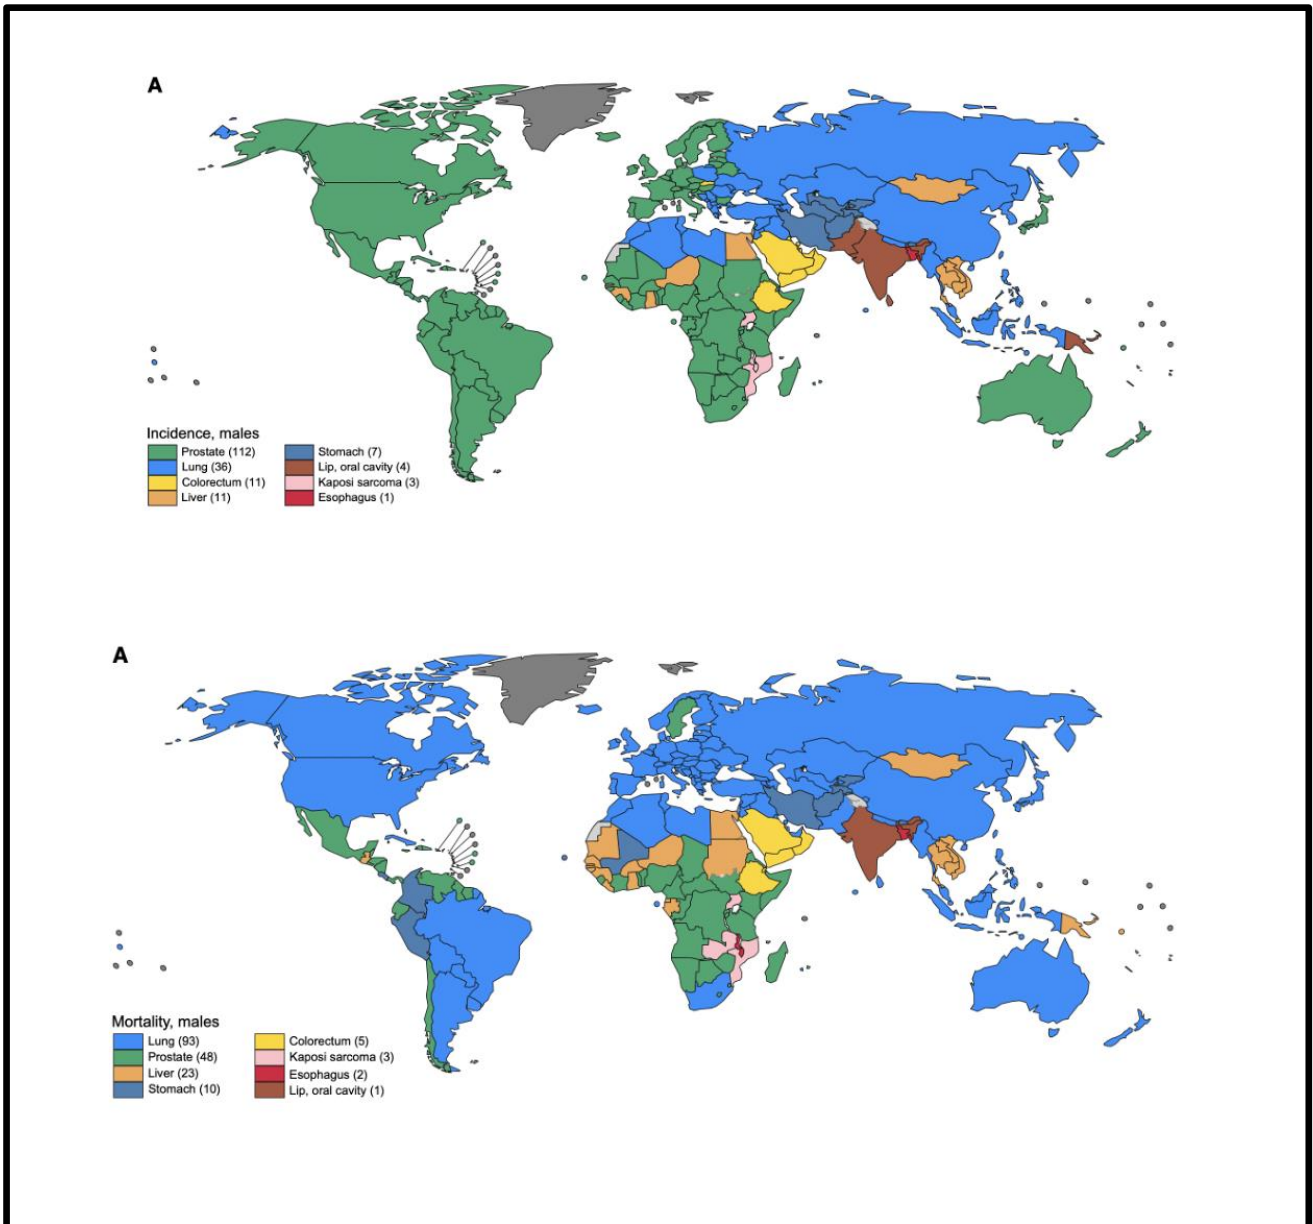 A
Incidence, males
Prostate (112)
Lung (36)
Colorectum (11)
Liver (11)
Stomach (7)
Lip, oral cavity (4)
Kaposi sarcoma (3)
Esophagus (1)
A
Mortality, males
Lung (93)
Prostate (48)
Liver (23)
Stomach (10)
Colorectum (5)
Kaposi sarcoma (3)
Esophagus (2)
Lip, oral cavity (1)